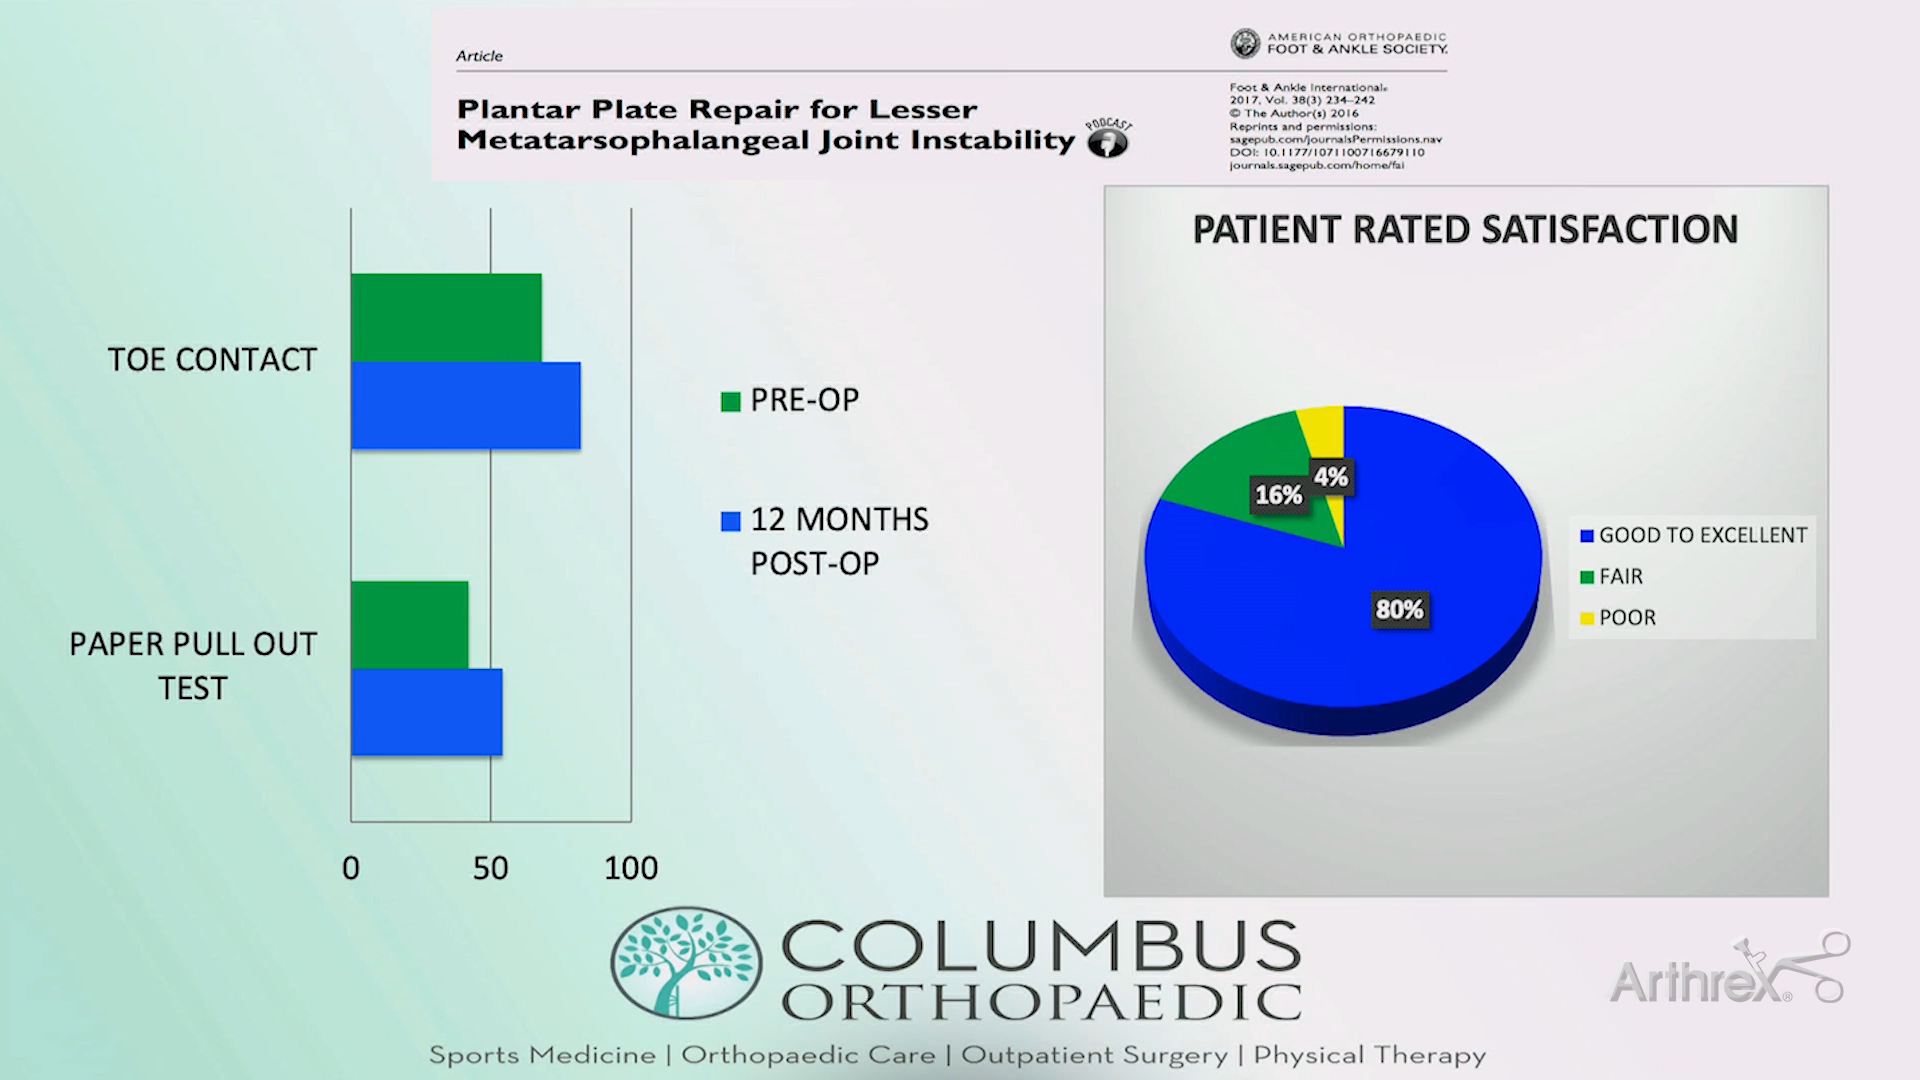 Article
AMERICAN ORTHOPAEDIC
FOOT & ANKLE SOCIETY.
Plantar Plate Repair for Lesser
Metatarsophalangeal Joint Instability
PODCAST
Foot & Ankle International®
2017, Vol. 38(3) 234–242
© The Author(s) 2016
Reprints and permissions:
sagepub.com/journalsPermissions.nav
DOI: 10.1177/1071100716679110
journals.sagepub.com/home/fai
TOE CONTACT
PAPER PULL OUT
TEST
0 50 100
PRE-OP
12 MONTHS
POST-OP
PATIENT RATED SATISFACTION
16%
4%
80%
GOOD TO EXCELLENT
FAIR
POOR
COLUMBUS
ORTHOPAEDIC
Sports Medicine | Orthopaedic Care | Outpatient Surgery | Physical Therapy
Arthrex®